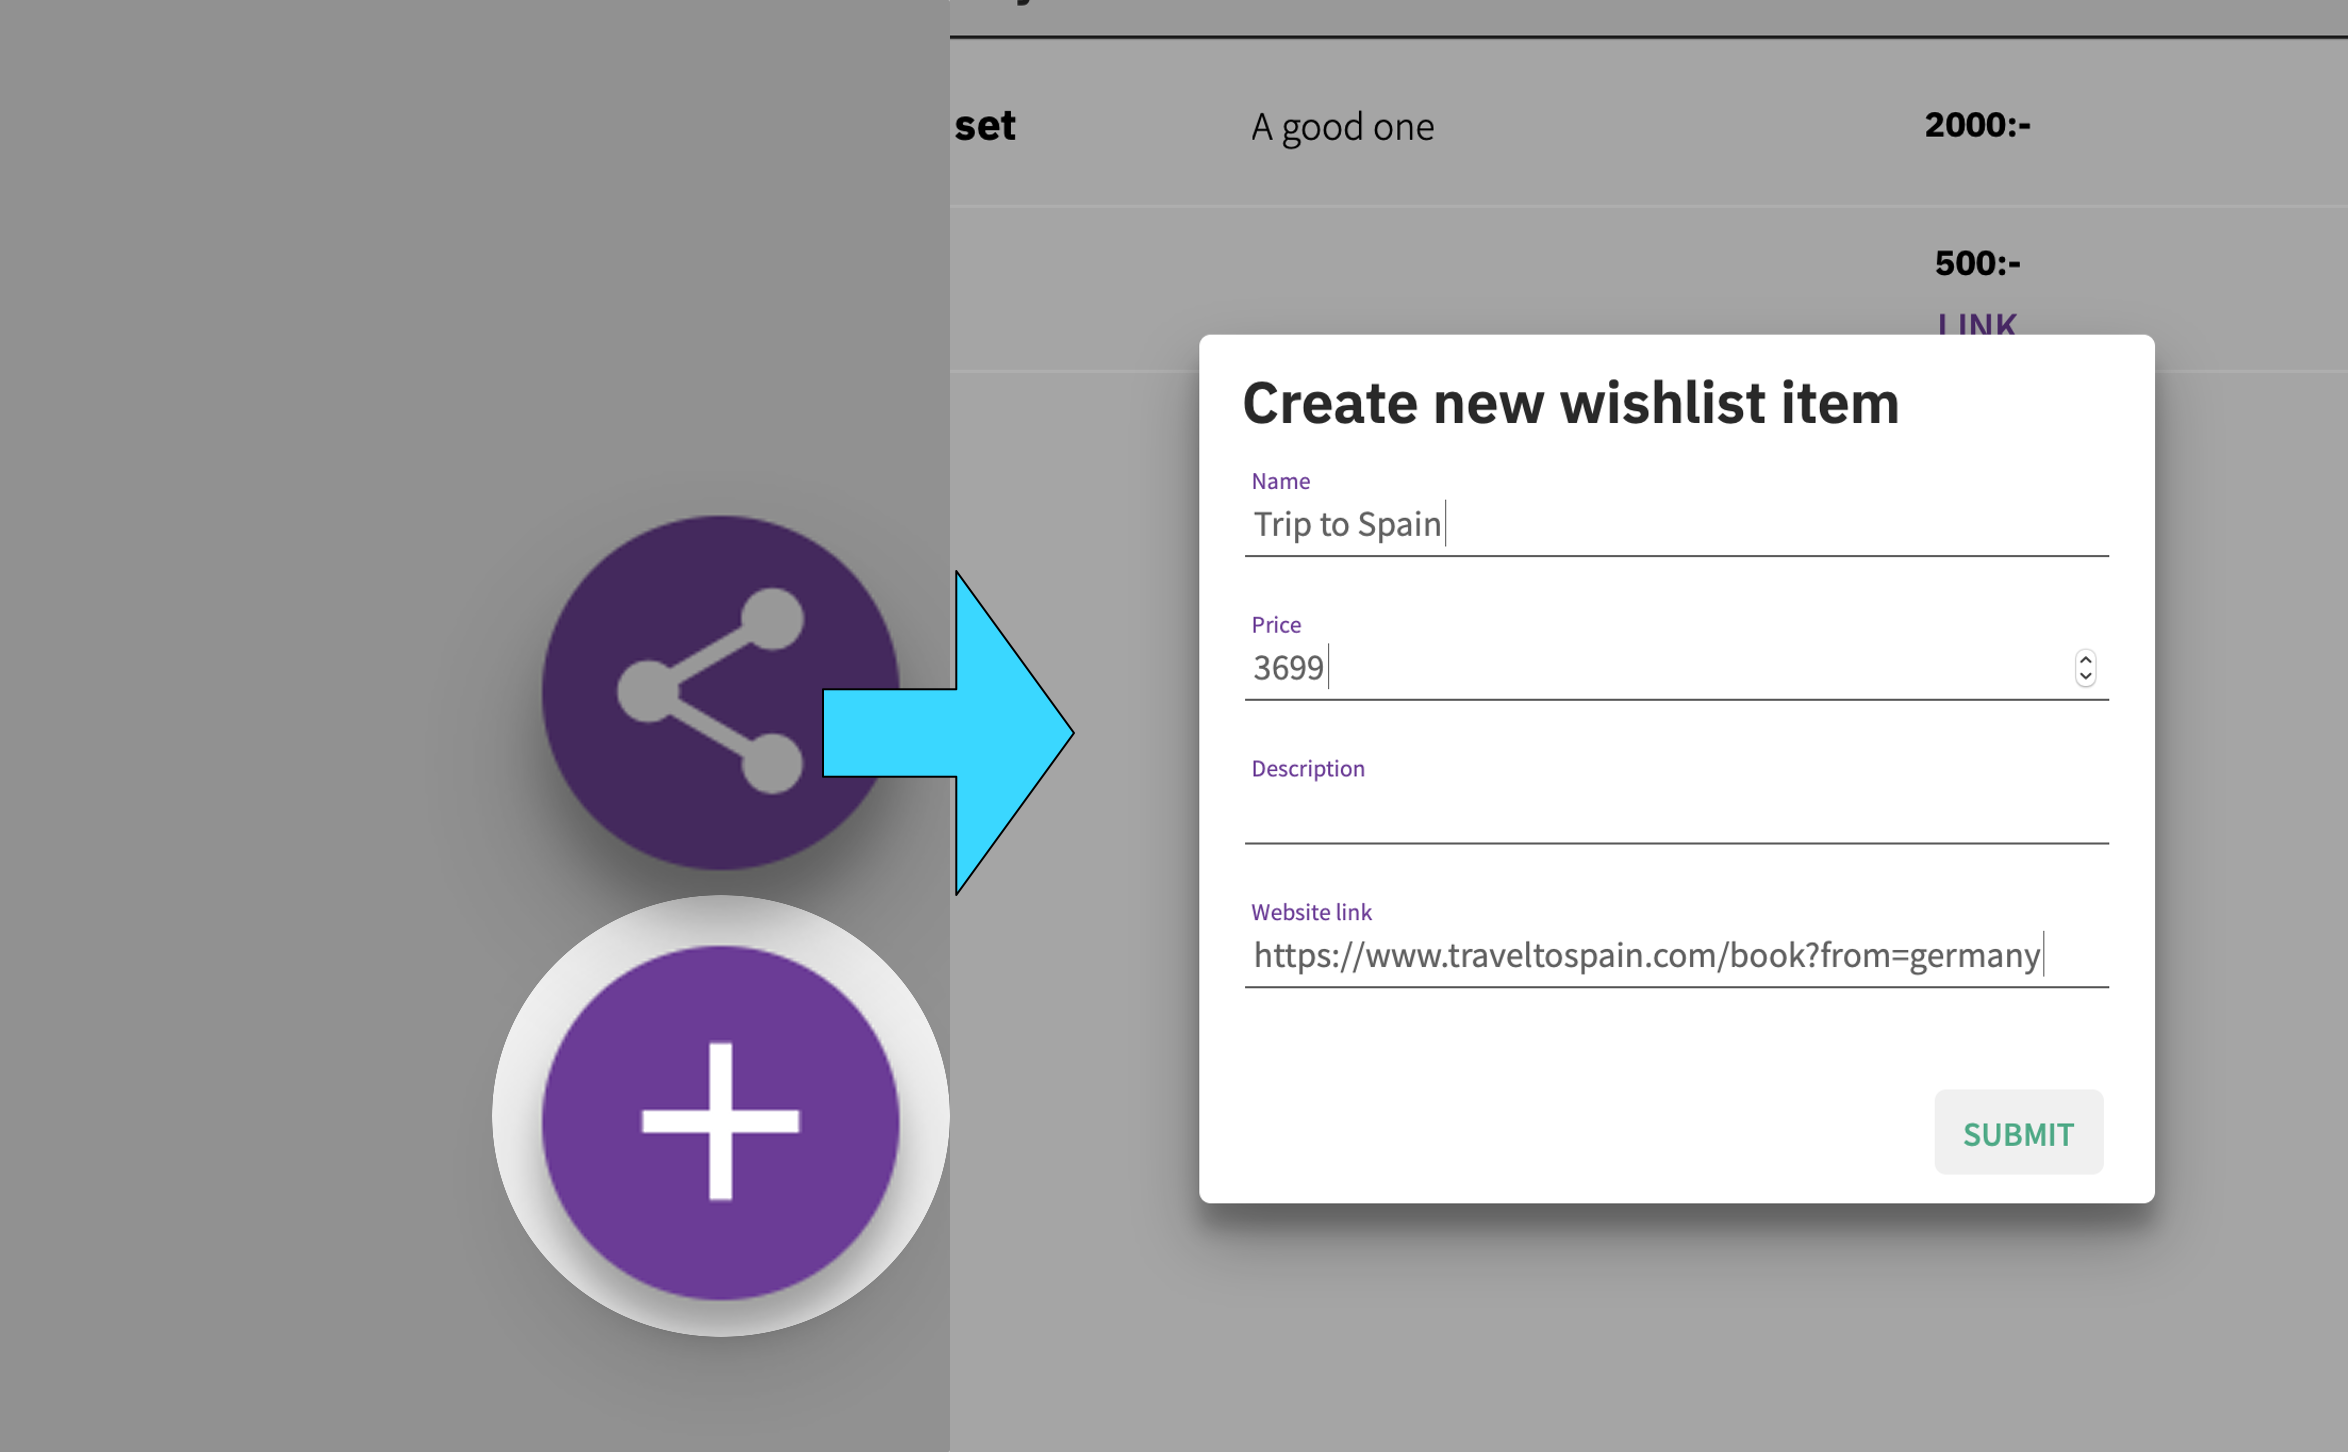 set A good one 2000:-
500:-
LINK
Create new wishlist item
Name
Trip to Spain
Price
3699
Description
Website link
https://www.traveltospain.com/book?from=germany
SUBMIT